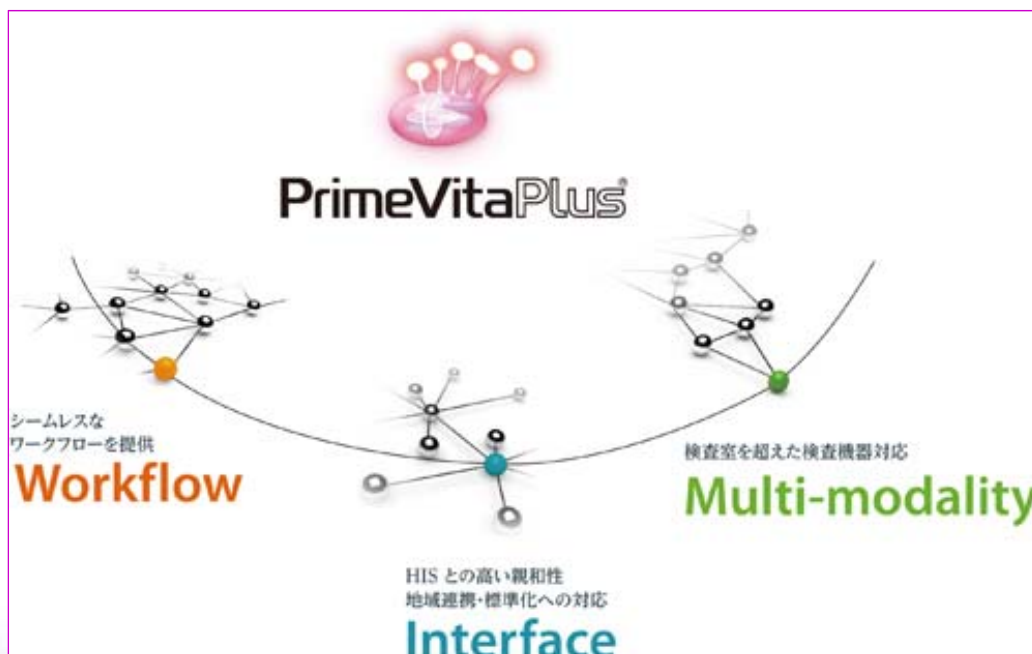 PrimeVitaPlus®
シームレスな
ワークフローを提供
Workflow
検査室を超えた検査機器対応
Multi-modality
HIS との高い親和性
地域連携・標準化への対応
Interface